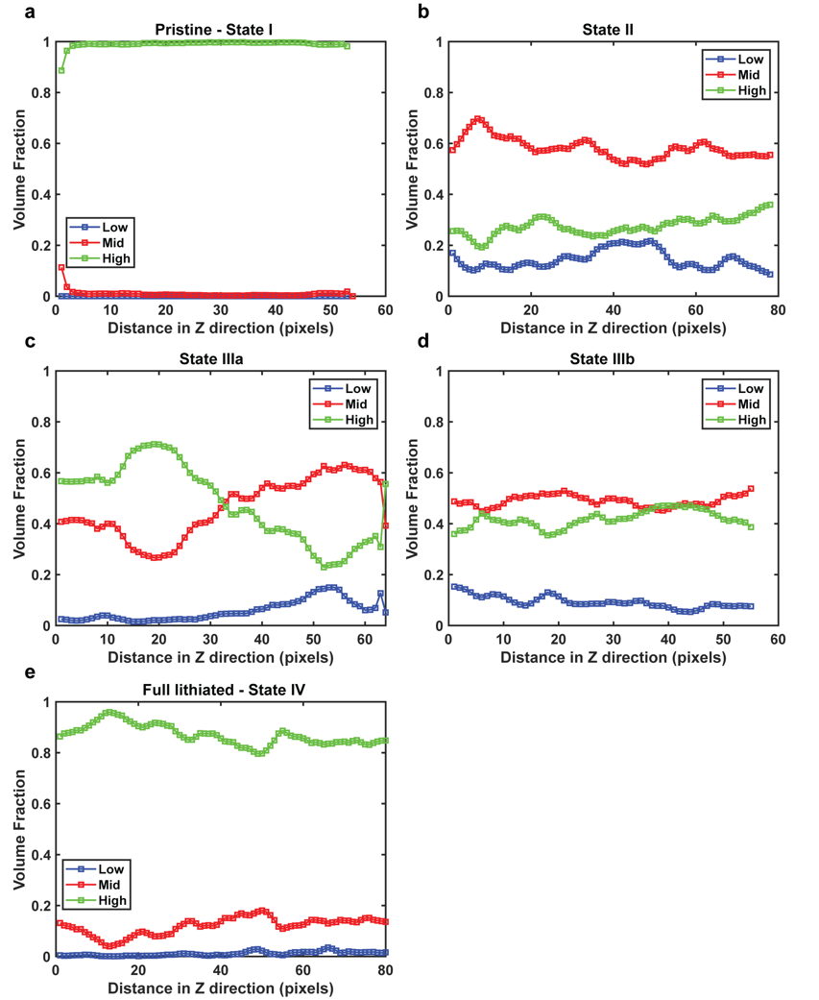 a
Pristine - State I
1
0.8
0.6
0.4
0.2
0
Volume Fraction
Low
Mid
High
0 10 20 30 40 50 60
Distance in Z direction (pixels)
b
State II
1
0.8
0.6
0.4
0.2
0
Volume Fraction
Low
Mid
High
0 20 40 60 80
Distance in Z direction (pixels)
c
State IIIa
1
0.8
0.6
0.4
0.2
0
Volume Fraction
Low
Mid
High
0 10 20 30 40 50 60
Distance in Z direction (pixels)
d
State IIIb
1
0.8
0.6
0.4
0.2
0
Volume Fraction
Low
Mid
High
0 10 20 30 40 50 60
Distance in Z direction (pixels)
e
Full lithiated - State IV
1
0.8
0.6
0.4
0.2
0
Volume Fraction
Low
Mid
High
0 20 40 60 80
Distance in Z direction (pixels)